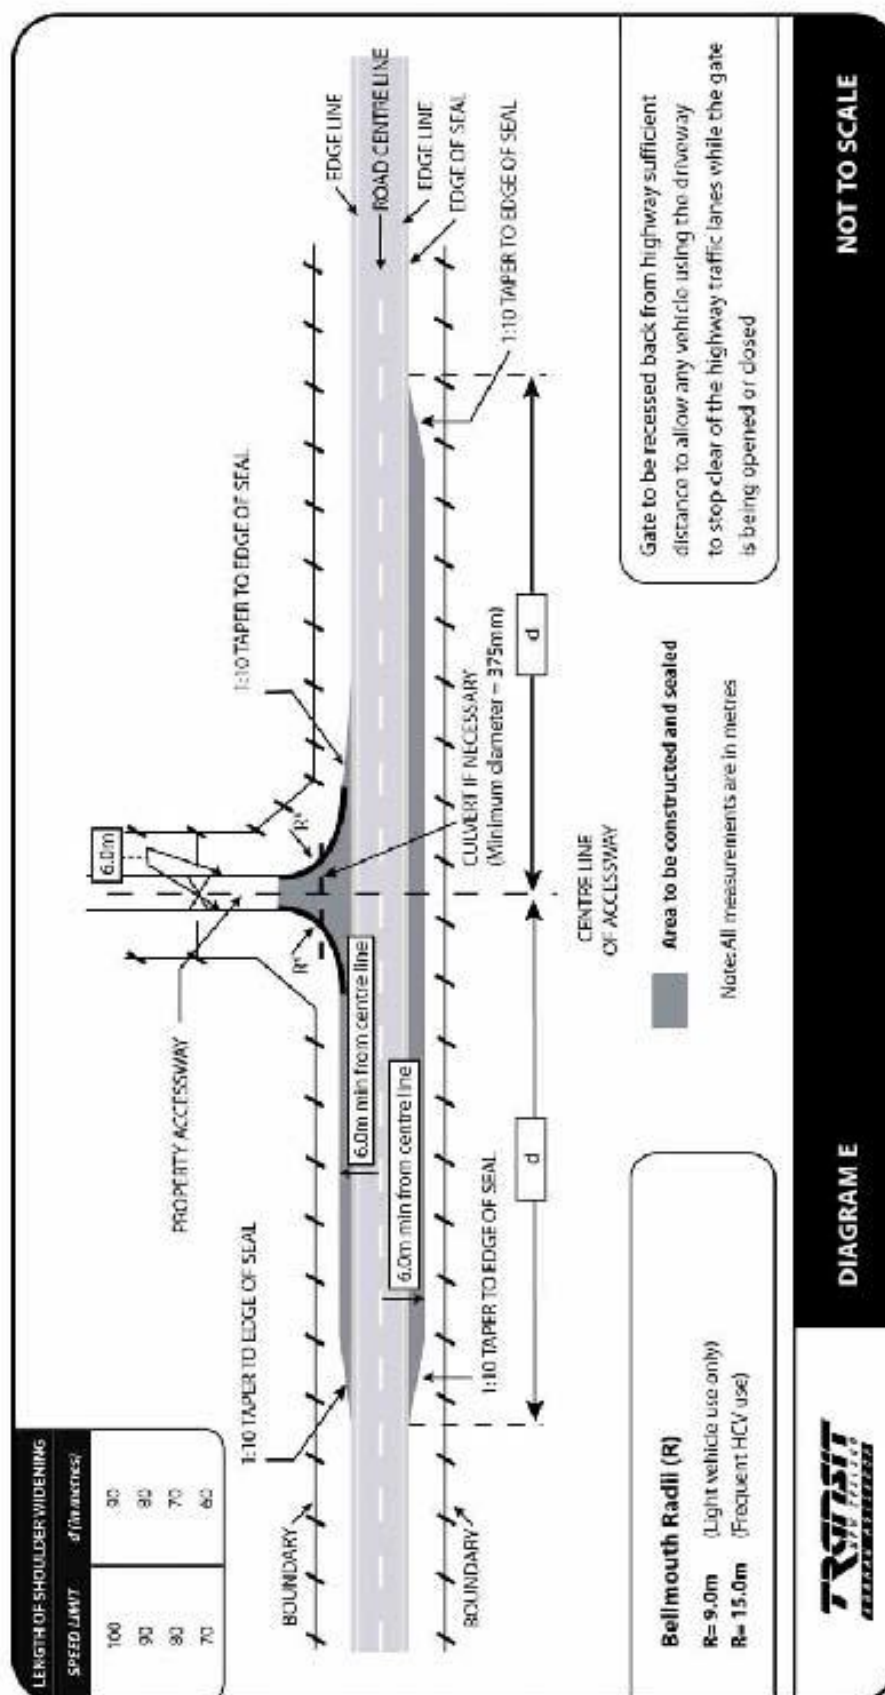 LENGTH OF SHOULDER WIDENING
SPEED LIMIT d (in metres)
100 90
90 80
80 70
70 60
PROPERTY ACCESSWAY
6.0m
1:10 TAPER TO EDGE OF SEAL
1:10 TAPER TO EDGE OF SEAL
EDGE LINE
ROAD CENTRE LINE
EDGE LINE
EDGE OF SEAL
1:10 TAPER TO EDGE OF SEAL
BOUNDARY
R*
R*
6.0m min from centre line
6.0m min from centre line
BOUNDARY
1:10 TAPER TO EDGE OF SEAL
CULVERT IF NECESSARY
(Minimum diameter = 375mm)
d
d
CENTRE LINE
OF ACCESSWAY
Bellmouth Radii (R)
R= 9.0m (Light vehicle use only)
R= 15.0m (Frequent HCV use)
Area to be constructed and sealed
Note:All measurements are in metres
Gate to be recessed back from highway sufficient
distance to allow any vehicle using the driveway
to stop clear of the highway traffic lanes while the gate
is being opened or closed
TRANSIT
NEW ZEALAND
DIAGRAM E
NOT TO SCALE